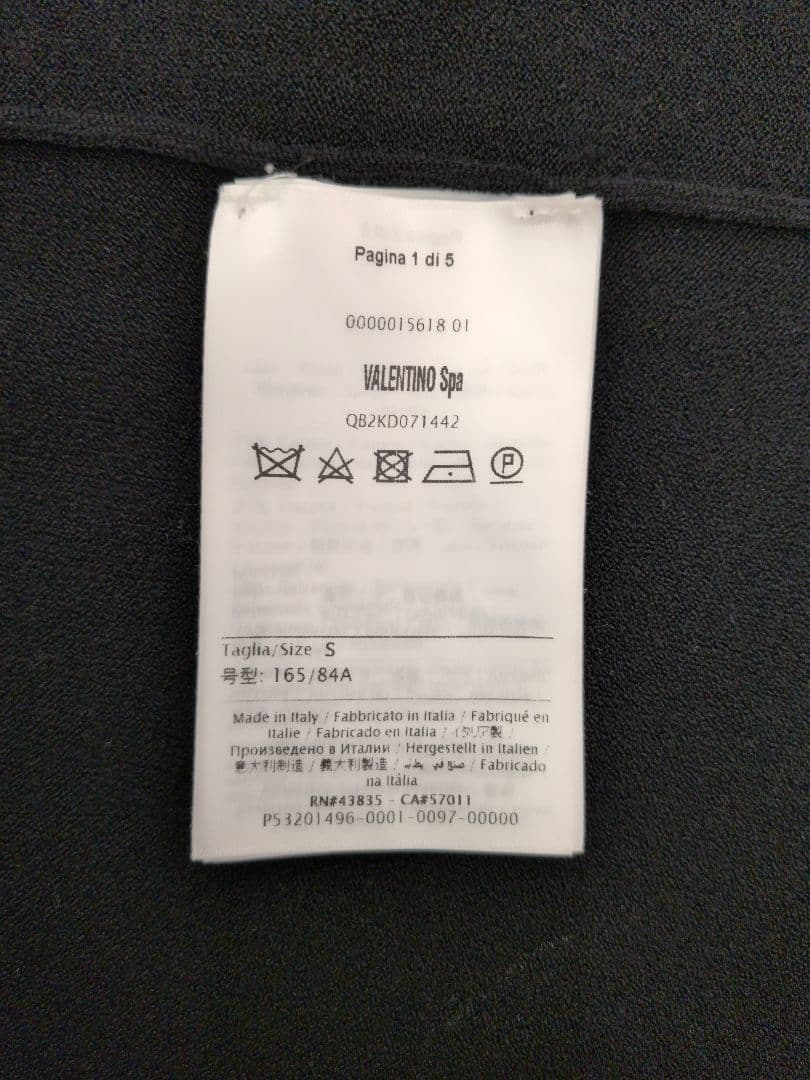 Pagina 1 di 5
0000015618 01
VALENTINO Spa
QB2KD071442
P
Taglia/Size S
号型: 165/84A
Made in Italy / Fabbricato in Italia / Fabriqué en
Italie / Fabricado en Italia / イタリア製 /
Произведено в Италии / Hergestellt in Italien /
意大利制造 / 義大利製造 / صنع في / Fabricado
na Itália
RN#43835 - CA#57011
P53201496-0001-0097-00000